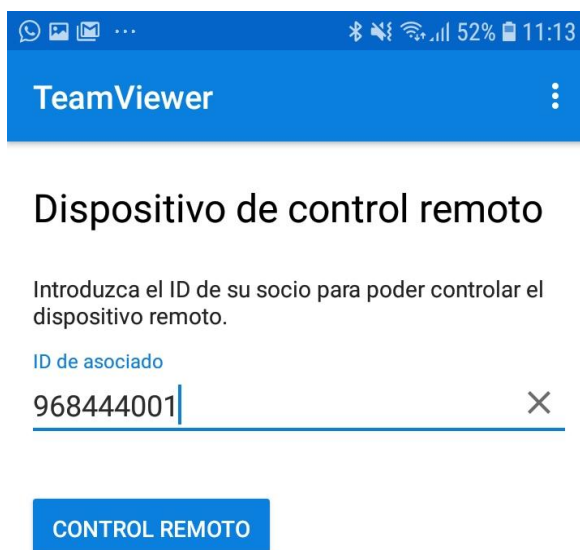 52% 11:13
TeamViewer
Dispositivo de control remoto
Introduzca el ID de su socio para poder controlar el
dispositivo remoto.
ID de asociado
968444001
CONTROL REMOTO